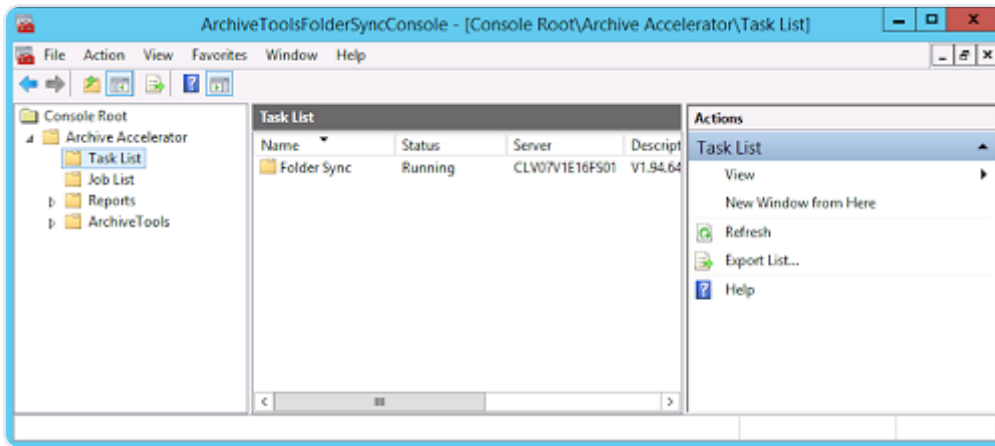 ArchiveToolsFolderSyncConsole - [Console Root\Archive Accelerator\Task List]
File Action View Favorites Window Help
Console Root
Archive Accelerator
Task List
Job List
Reports
ArchiveTools
Task List
Name Status Server Descript
Folder Sync Running CLV07V1E16FS01 V1.94.64
Actions
Task List
View
New Window from Here
Refresh
Export List...
Help